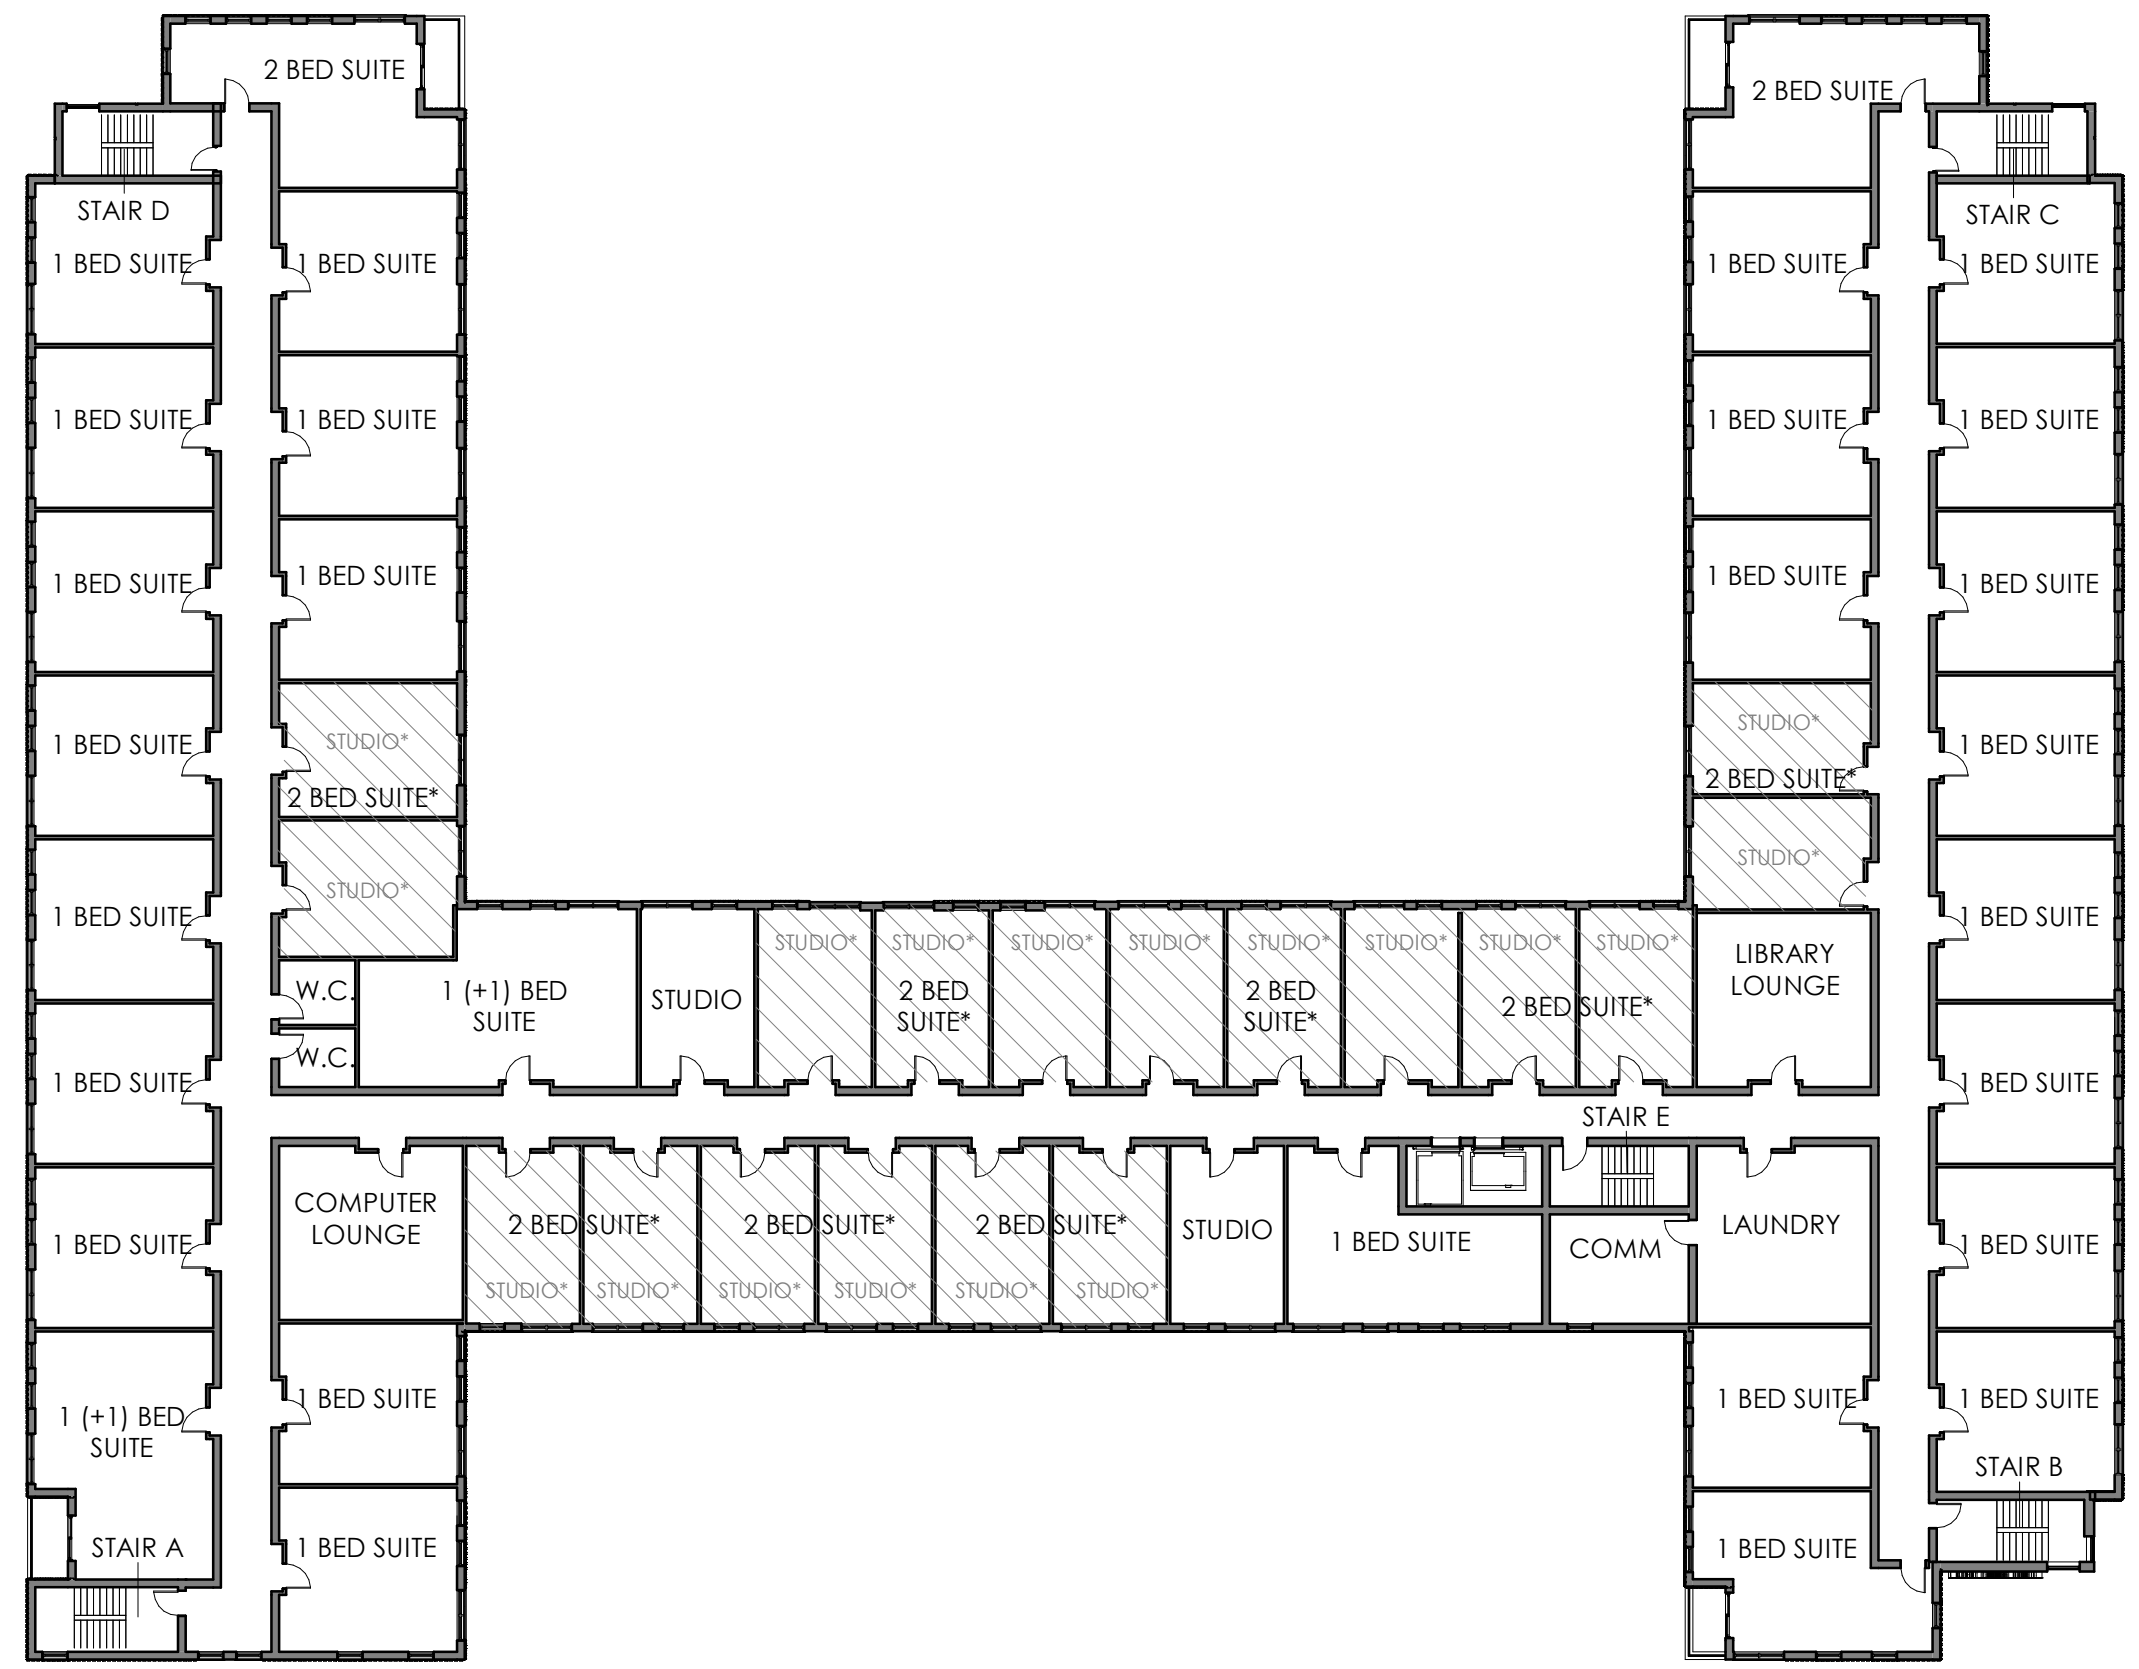 2 BED SUITE
2 BED SUITE
STAIR D
STAIR C
1 BED SUITE
1 BED SUITE
1 BED SUITE
1 BED SUITE
1 BED SUITE
1 BED SUITE
1 BED SUITE
1 BED SUITE
1 BED SUITE
1 BED SUITE
1 BED SUITE
1 BED SUITE
STUDIO*
1 BED SUITE
STUDIO*
1 BED SUITE
2 BED SUITE*
2 BED SUITE*
STUDIO*
STUDIO*
1 BED SUITE
1 BED SUITE
STUDIO*
STUDIO*
STUDIO*
STUDIO*
STUDIO*
STUDIO*
STUDIO*
STUDIO*
LIBRARY
LOUNGE
W.C.
1 (+1) BED
SUITE
STUDIO
2 BED
SUITE*
2 BED
SUITE*
2 BED SUITE*
W.C.
1 BED SUITE
1 BED SUITE
STAIR E
COMPUTER
LOUNGE
2 BED SUITE*
2 BED SUITE*
2 BED SUITE*
STUDIO
1 BED SUITE
COMM
LAUNDRY
1 BED SUITE
1 BED SUITE
STUDIO*
STUDIO*
STUDIO*
STUDIO*
STUDIO*
STUDIO*
1 (+1) BED
SUITE
1 BED SUITE
1 BED SUITE
1 BED SUITE
STAIR B
STAIR A
1 BED SUITE
1 BED SUITE